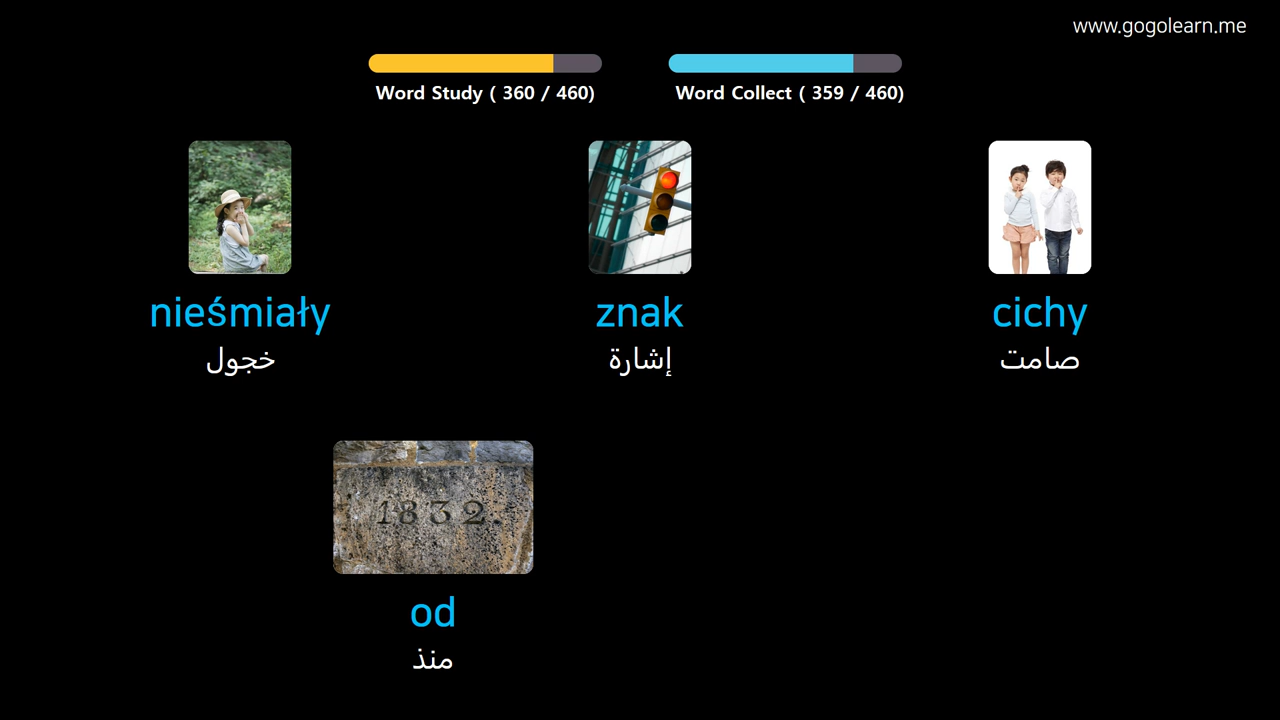 www.gogolearn.me
Word Study ( 360 / 460)
Word Collect ( 359 / 460)
nieśmiały
خجول
znak
إشارة
cichy
صامت
1832.
od
منذ